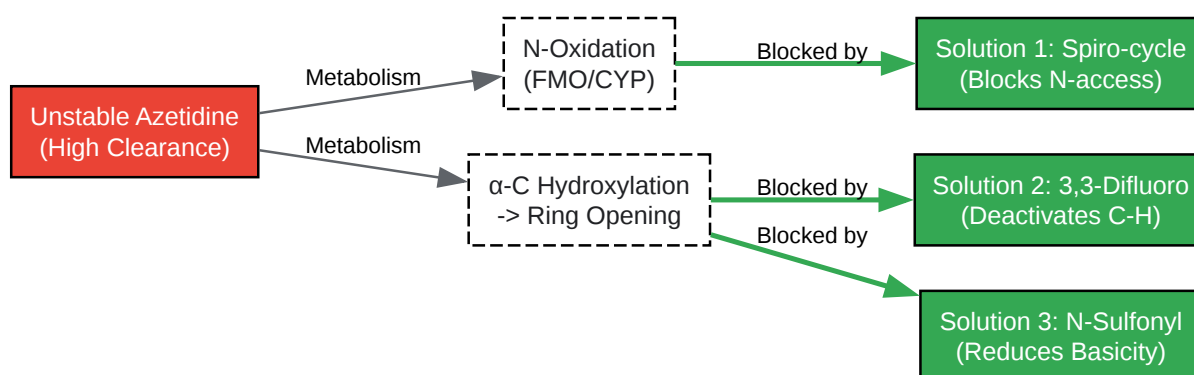 Unstable Azetidine
(High Clearance)
Metabolism
Metabolism
N-Oxidation
(FMO/CYP)
α-C Hydroxylation
-> Ring Opening
Blocked by
Blocked by
Blocked by
Solution 1: Spiro-cycle
(Blocks N-access)
Solution 2: 3,3-Difluoro
(Deactivates C-H)
Solution 3: N-Sulfonyl
(Reduces Basicity)